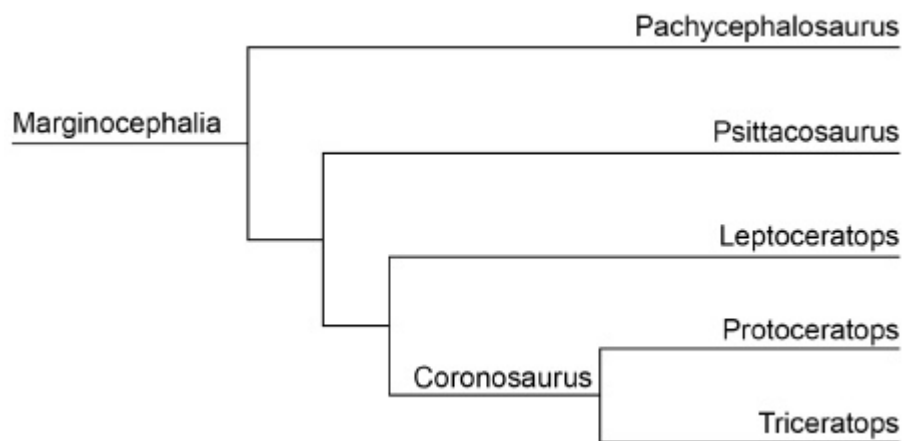 Pachycephalosaurus
Marginocephalia
Psittacosaurus
Leptoceratops
Protoceratops
Coronosaurus
Triceratops